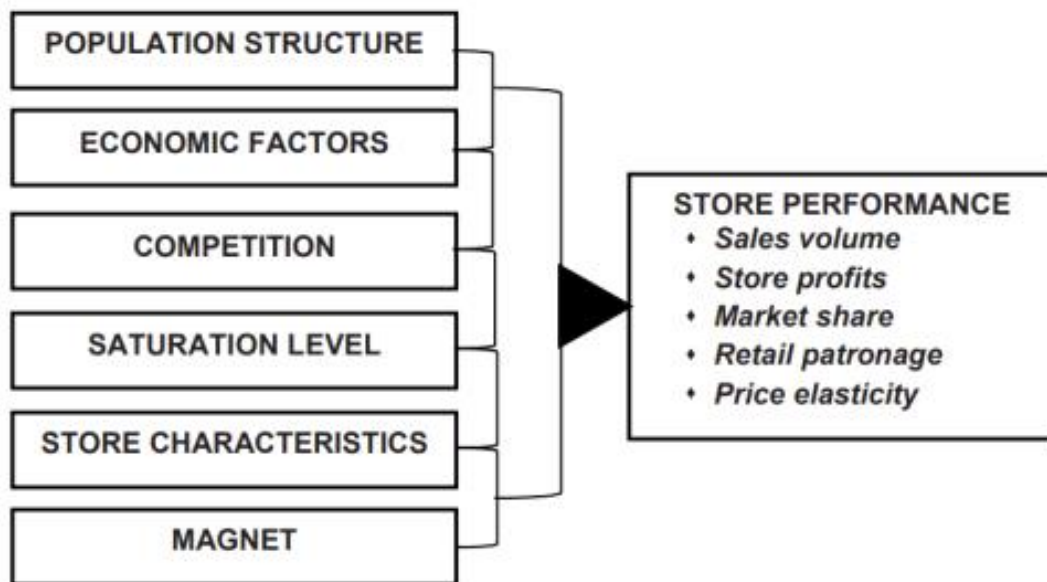 POPULATION STRUCTURE
ECONOMIC FACTORS
COMPETITION
SATURATION LEVEL
STORE CHARACTERISTICS
MAGNET
STORE PERFORMANCE
♦ Sales volume
♦ Store profits
♦ Market share
♦ Retail patronage
♦ Price elasticity